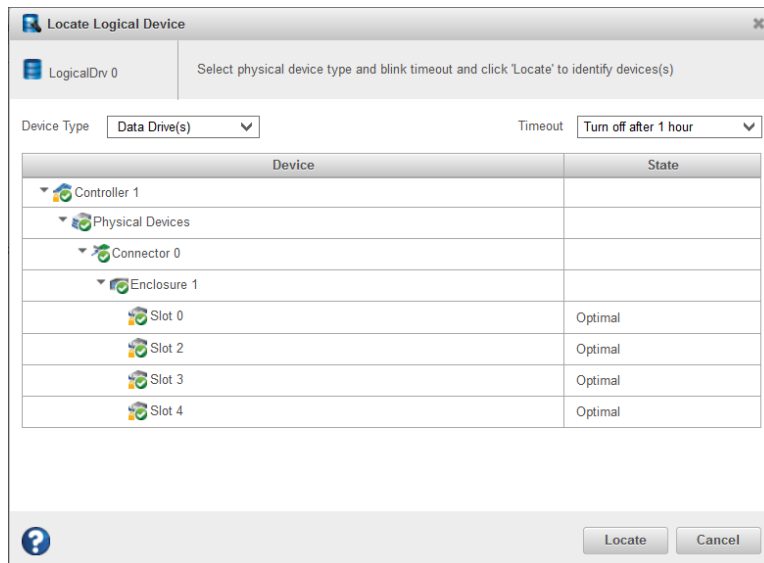 Locate Logical Device
LogicalDrv 0
Select physical device type and blink timeout and click 'Locate' to identify devices(s)
Device Type Data Drive(s) Timeout Turn off after 1 hour
Device State
Controller 1
Physical Devices
Connector 0
Enclosure 1
Slot 0 Optimal
Slot 2 Optimal
Slot 3 Optimal
Slot 4 Optimal
Locate Cancel